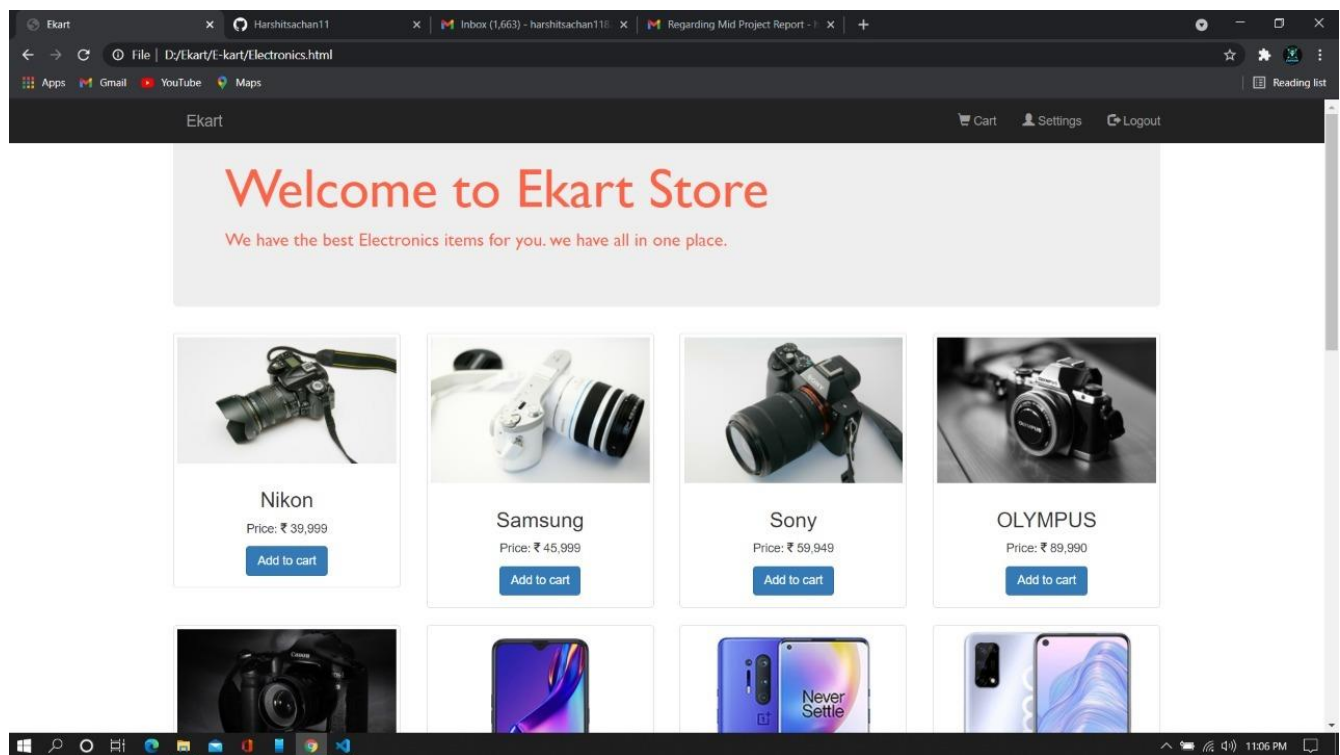 Ekart
Harshitsachan11
Inbox (1,663) - harshitsachan118
Regarding Mid Project Report - h
File | D:/Ekart/E-kart/Electronics.html
Apps Gmail YouTube Maps Reading list
Ekart Cart Settings Logout
Welcome to Ekart Store
We have the best Electronics items for you. we have all in one place.
SONY
OLYMPUS
Nikon
Price: ₹ 39,999
Add to cart
Samsung
Price: ₹ 45,999
Add to cart
Sony
Price: ₹ 59,949
Add to cart
OLYMPUS
Price: ₹ 89,990
Add to cart
Canon
Never
Settle
11:06 PM